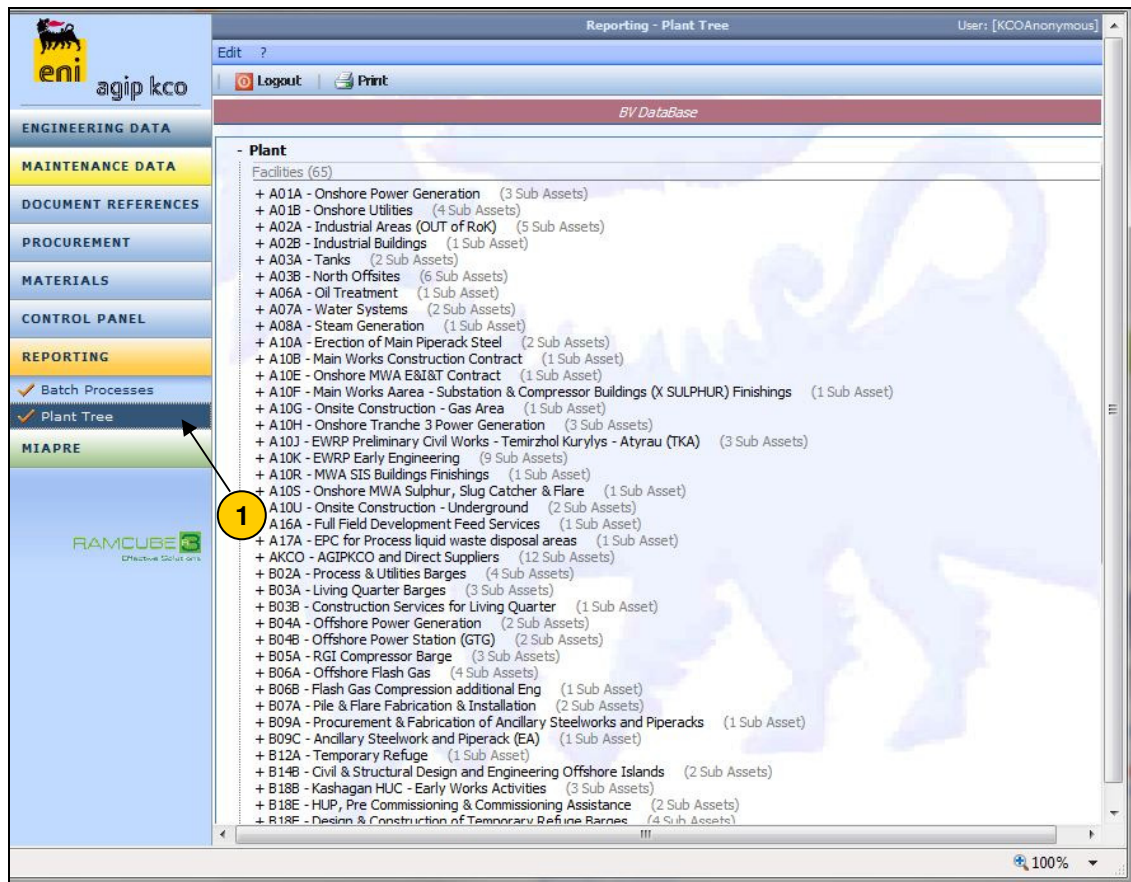 Reporting - Plant Tree
User: [KCOAnonymous]
eni
agip kco
Edit ?
Logout
Print
BV DataBase
ENGINEERING DATA
MAINTENANCE DATA
DOCUMENT REFERENCES
PROCUREMENT
MATERIALS
CONTROL PANEL
REPORTING
Batch Processes
Plant Tree
MIAPRE
1
RAMCUBE 3
Effective Solutions
- Plant
Facilities (65)
+ A01A - Onshore Power Generation (3 Sub Assets)
+ A01B - Onshore Utilities (4 Sub Assets)
+ A02A - Industrial Areas (OUT of RoK) (5 Sub Assets)
+ A02B - Industrial Buildings (1 Sub Asset)
+ A03A - Tanks (2 Sub Assets)
+ A03B - North Offsites (6 Sub Assets)
+ A06A - Oil Treatment (1 Sub Asset)
+ A07A - Water Systems (2 Sub Assets)
+ A08A - Steam Generation (1 Sub Asset)
+ A10A - Erection of Main Piperack Steel (2 Sub Assets)
+ A10B - Main Works Construction Contract (1 Sub Asset)
+ A10E - Onshore MWA E&I&T Contract (1 Sub Asset)
+ A10F - Main Works Aarea - Substation & Compressor Buildings (X SULPHUR) Finishings (1 Sub Asset)
+ A10G - Onsite Construction - Gas Area (1 Sub Asset)
+ A10H - Onshore Tranche 3 Power Generation (3 Sub Assets)
+ A10J - EWRP Preliminary Civil Works - Temirzhol Kurylys - Atyrau (TKA) (3 Sub Assets)
+ A10K - EWRP Early Engineering (9 Sub Assets)
+ A10R - MWA SIS Buildings Finishings (1 Sub Asset)
+ A10S - Onshore MWA Sulphur, Slug Catcher & Flare (1 Sub Asset)
A10U - Onsite Construction - Underground (2 Sub Assets)
A16A - Full Field Development Feed Services (1 Sub Asset)
+ A17A - EPC for Process liquid waste disposal areas (1 Sub Asset)
+ AKCO - AGIPKCO and Direct Suppliers (12 Sub Assets)
+ B02A - Process & Utilities Barges (4 Sub Assets)
+ B03A - Living Quarter Barges (3 Sub Assets)
+ B03B - Construction Services for Living Quarter (1 Sub Asset)
+ B04A - Offshore Power Generation (2 Sub Assets)
+ B04B - Offshore Power Station (GTG) (2 Sub Assets)
+ B05A - RGI Compressor Barge (3 Sub Assets)
+ B06A - Offshore Flash Gas (4 Sub Assets)
+ B06B - Flash Gas Compression additional Eng (1 Sub Asset)
+ B07A - Pile & Flare Fabrication & Installation (2 Sub Assets)
+ B09A - Procurement & Fabrication of Ancillary Steelworks and Piperacks (1 Sub Asset)
+ B09C - Ancillary Steelwork and Piperack (EA) (1 Sub Asset)
+ B12A - Temporary Refuge (1 Sub Asset)
+ B14B - Civil & Structural Design and Engineering Offshore Islands (2 Sub Assets)
+ B18B - Kashagan HUC - Early Works Activities (3 Sub Assets)
+ B18E - HUP, Pre Commissioning & Commissioning Assistance (2 Sub Assets)
+ B18F - Design & Construction of Temporary Refuge Barges (4 Sub Assets)
100%